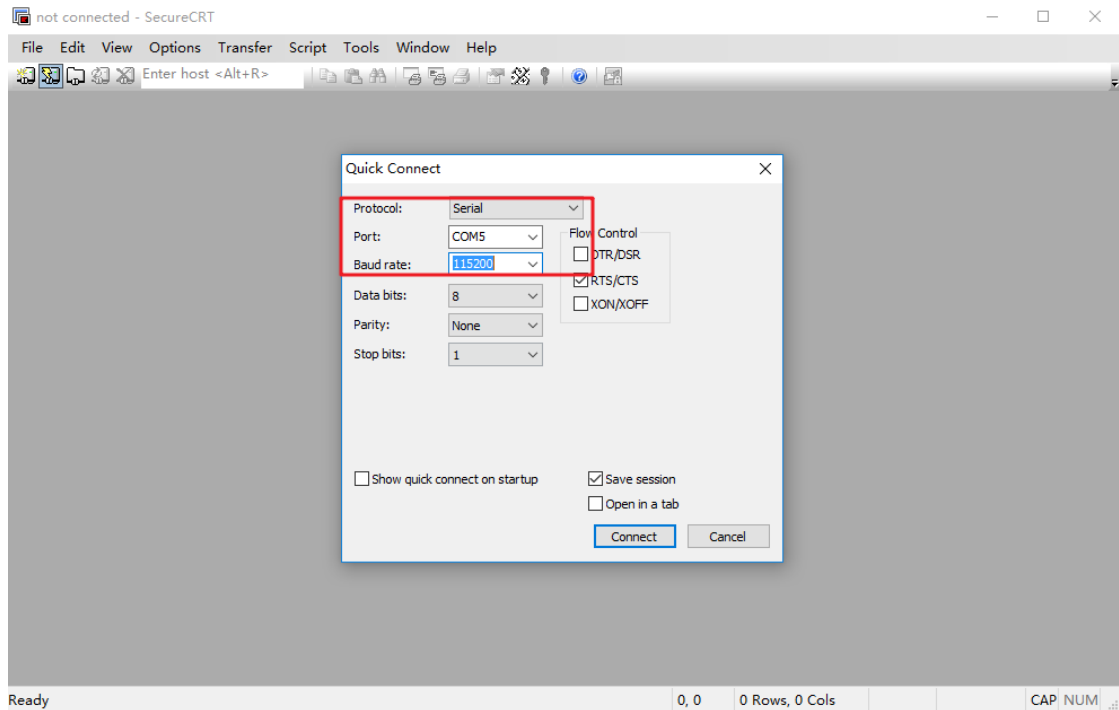 not connected - SecureCRT
File Edit View Options Transfer Script Tools Window Help
Enter host <Alt+R>
Quick Connect
Protocol: Serial
Port: COM5
Flow Control
Baud rate: 115200
DTR/DSR
RTS/CTS
Data bits: 8
XON/XOFF
Parity: None
Stop bits: 1
Show quick connect on startup
Save session
Open in a tab
Connect Cancel
Ready 0, 0 0 Rows, 0 Cols CAP NUM